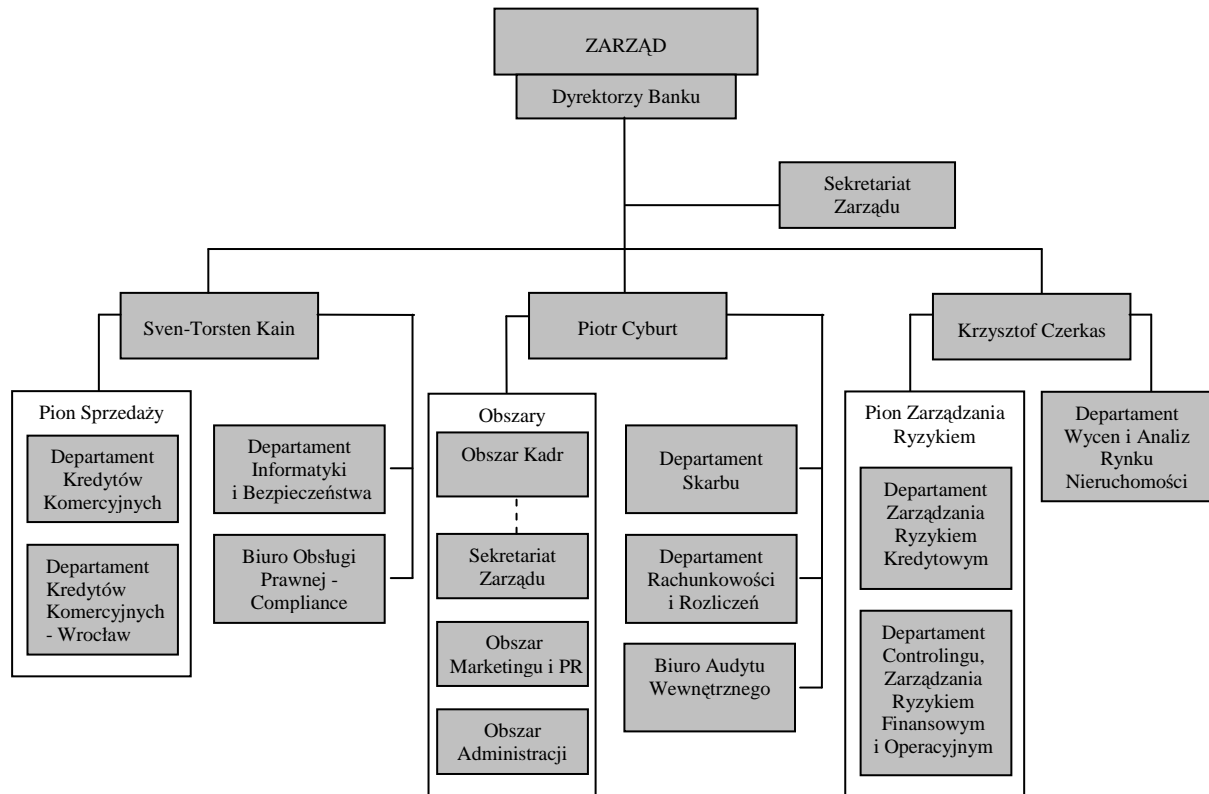 ZARZĄD
Dyrektorzy Banku
Sekretariat
Zarządu
Sven-Torsten Kain
Piotr Cyburt
Krzysztof Czerkas
Pion Sprzedaży
Departament
Kredytów
Komercyjnych
Departament
Kredytów
Komercyjnych
- Wrocław
Departament
Informatyki
i Bezpieczeństwa
Biuro Obsługi
Prawnej -
Compliance
Obszary
Obszar Kadr
Sekretariat
Zarządu
Obszar
Marketingu i PR
Obszar
Administracji
Departament
Skarbu
Departament
Rachunkowości
i Rozliczeń
Biuro Audytu
Wewnętrznego
Pion Zarządzania
Ryzykiem
Departament
Zarządzania
Ryzykiem
Kredytowym
Departament
Controlingu,
Zarządzania
Ryzykiem
Finansowym
i Operacyjnym
Departament
Wycen i Analiz
Rynku
Nieruchomości